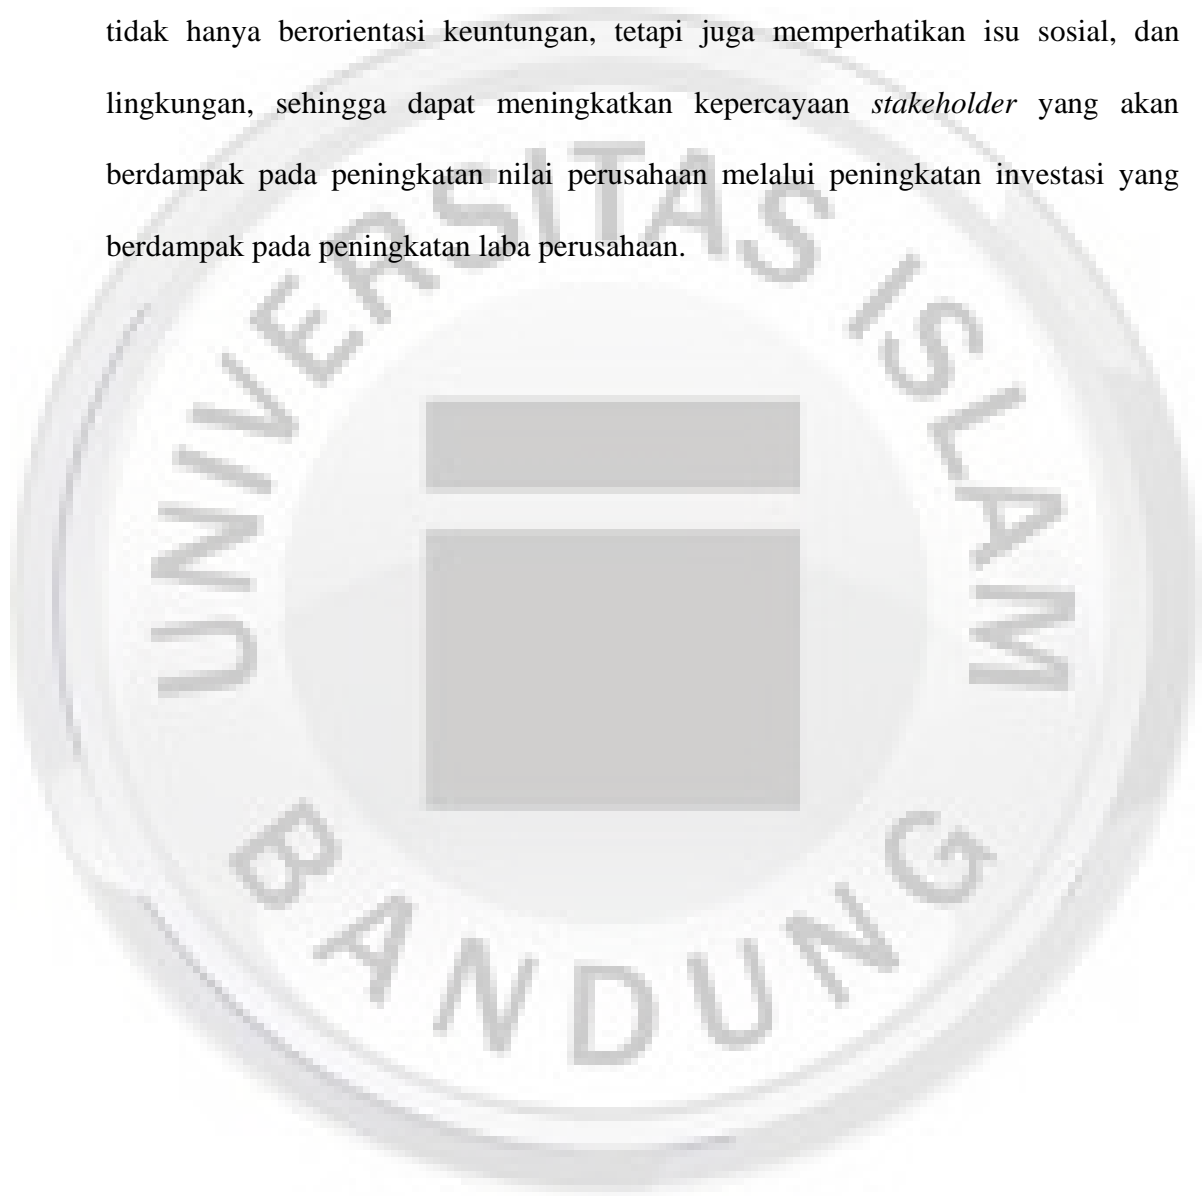 tidak hanya berorientasi keuntungan, tetapi juga memperhatikan isu sosial, dan
lingkungan, sehingga dapat meningkatkan kepercayaan stakeholder yang akan
berdampak pada peningkatan nilai perusahaan melalui peningkatan investasi yang
berdampak pada peningkatan laba perusahaan.
UNIVERSITAS ISLAM
BANDUNG